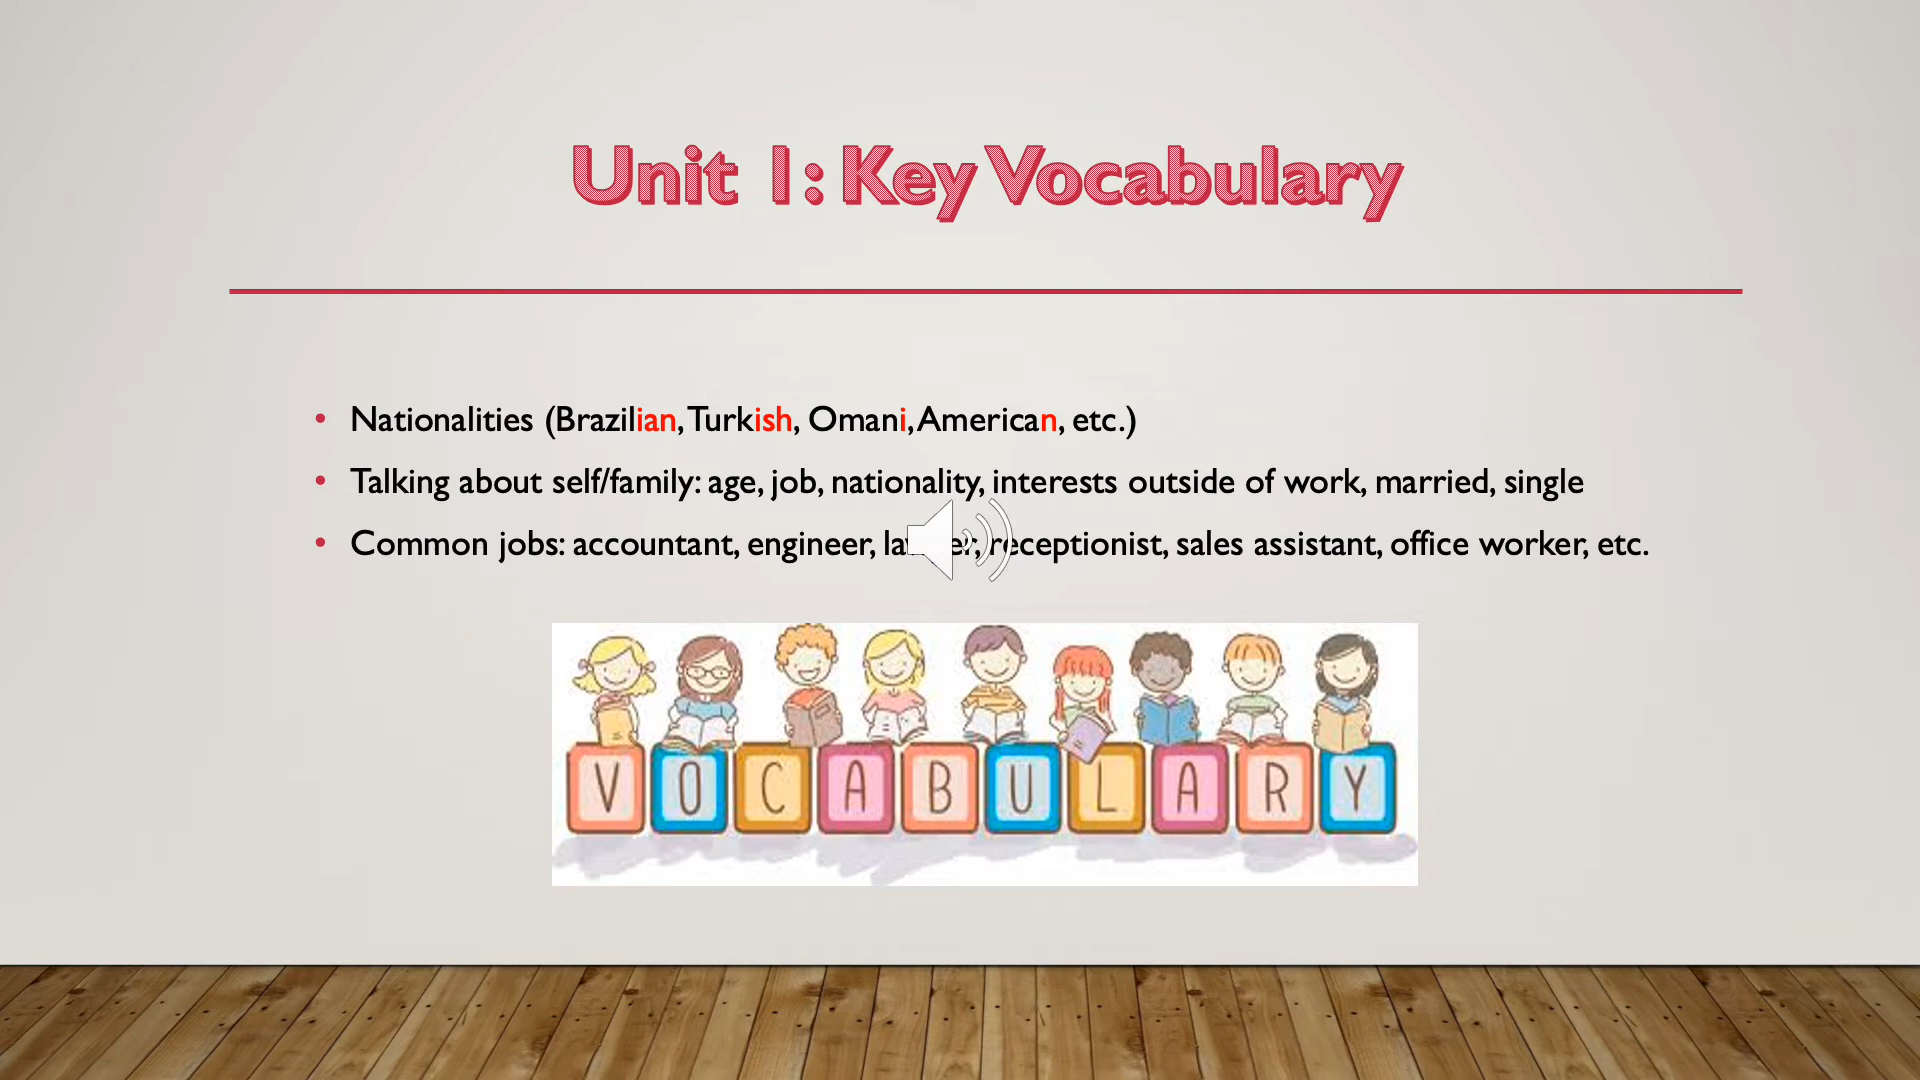 Unit 1: Key Vocabulary
• Nationalities (Brazilian, Turkish, Omani, American, etc.)
• Talking about self/family: age, job, nationality, interests outside of work, married, single
• Common jobs: accountant, engineer, receptionist, sales assistant, office worker, etc.
VOCABULARY